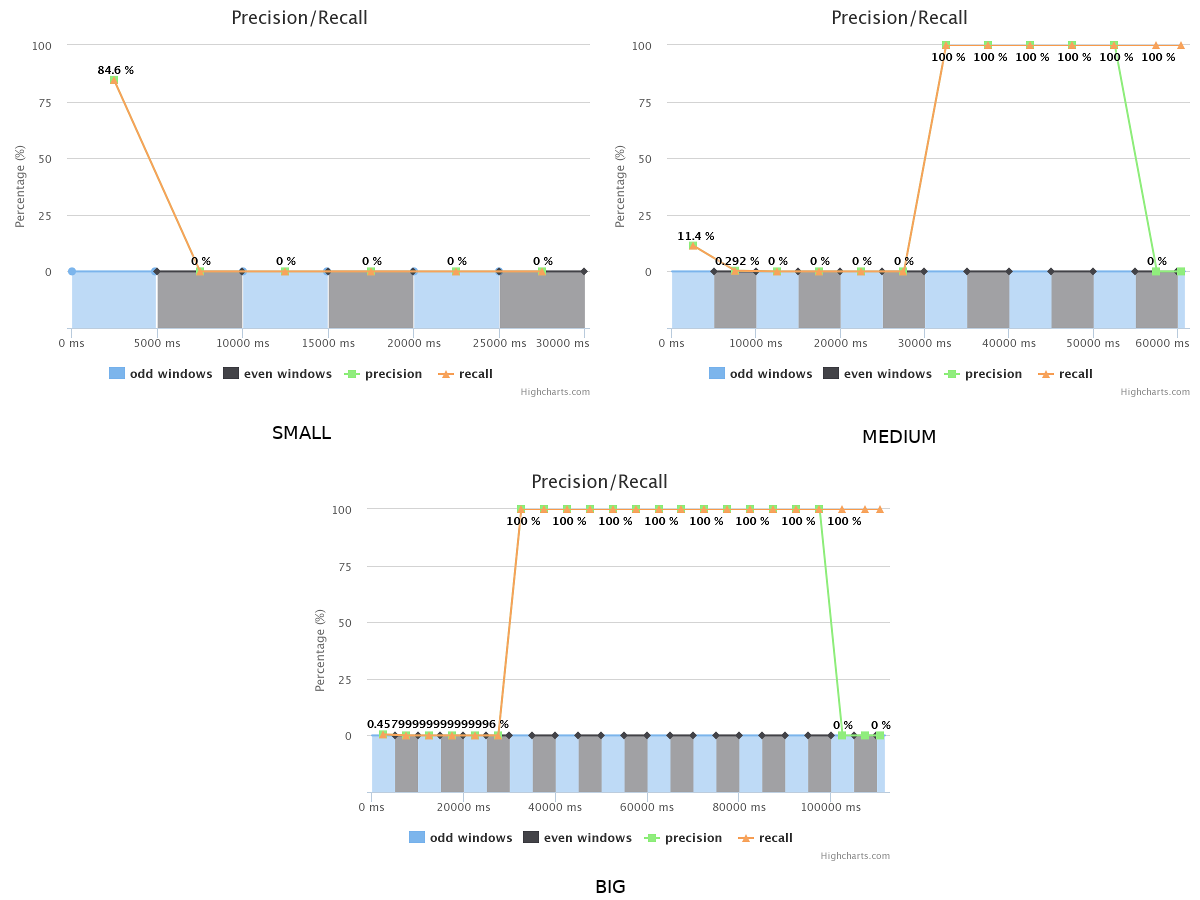 Precision/Recall
100
75
50
25
0
Percentage (%)
84.6 %
0 % 0 % 0 % 0 % 0 %
0 ms 5000 ms 10000 ms 15000 ms 20000 ms 25000 ms 30000 ms
odd windows even windows precision recall
Highcharts.com
SMALL
Precision/Recall
100
75
50
25
0
Percentage (%)
100 % 100 % 100 % 100 % 100 % 100 %
11.4 %
0.292 % 0 % 0 % 0 % 0 % 0 %
0 ms 10000 ms 20000 ms 30000 ms 40000 ms 50000 ms 60000 ms
odd windows even windows precision recall
Highcharts.com
MEDIUM
Precision/Recall
100
75
50
25
0
Percentage (%)
100 % 100 % 100 % 100 % 100 % 100 % 100 % 100 %
0.45799999999999996 % 0 % 0 %
0 ms 20000 ms 40000 ms 60000 ms 80000 ms 100000 ms
odd windows even windows precision recall
Highcharts.com
BIG